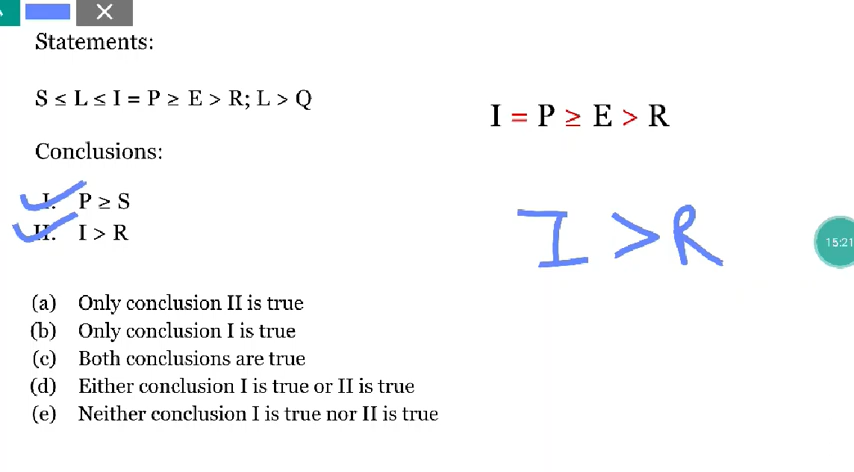 Statements:
S ≤ L ≤ I = P ≥ E > R; L > Q
I = P ≥ E > R
Conclusions:
I. P ≥ S
II. I > R
I > R
15:21
(a) Only conclusion II is true
(b) Only conclusion I is true
(c) Both conclusions are true
(d) Either conclusion I is true or II is true
(e) Neither conclusion I is true nor II is true